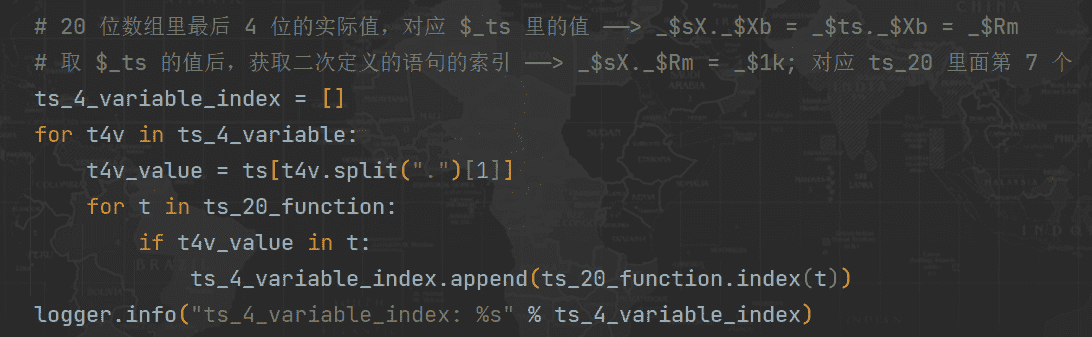 # 20 位数组里最后 4 位的实际值，对应 $_ts 里的值 ——> _$sX._$Xb = _$ts._$Xb = _$Rm
# 取 $_ts 的值后，获取二次定义的语句的索引 ——> _$sX._$Rm = _$1k; 对应 ts_20 里面第 7 个
ts_4_variable_index = []
for t4v in ts_4_variable:
    t4v_value = ts[t4v.split(".")[1]]
    for t in ts_20_function:
        if t4v_value in t:
            ts_4_variable_index.append(ts_20_function.index(t))
logger.info("ts_4_variable_index: %s" % ts_4_variable_index)